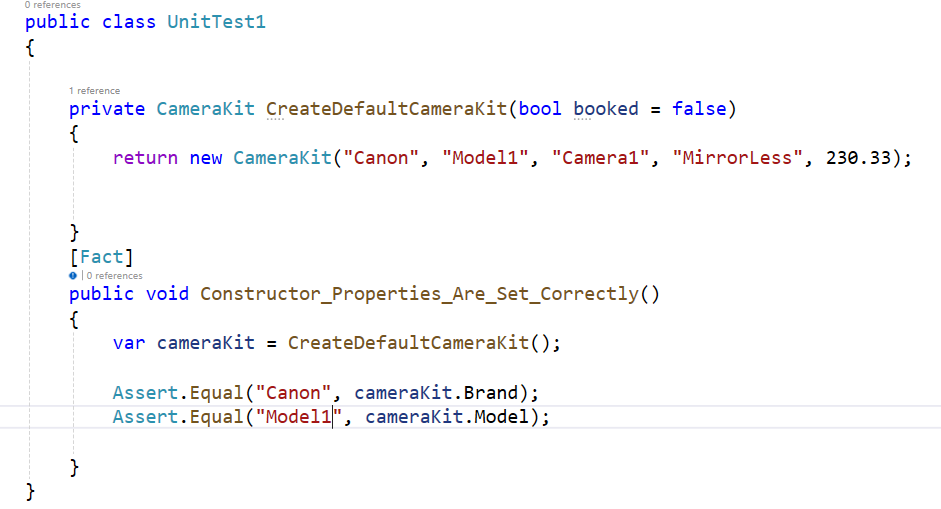 0 references
public class UnitTest1
{
1 reference
private CameraKit CreateDefaultCameraKit(bool booked = false)
{
return new CameraKit("Canon", "Model1", "Camera1", "MirrorLess", 230.33);
}
[Fact]
| 0 references
public void Constructor_Properties_Are_Set_Correctly()
{
var cameraKit = CreateDefaultCameraKit();
Assert.Equal("Canon", cameraKit.Brand);
Assert.Equal("Model1", cameraKit.Model);
}
}